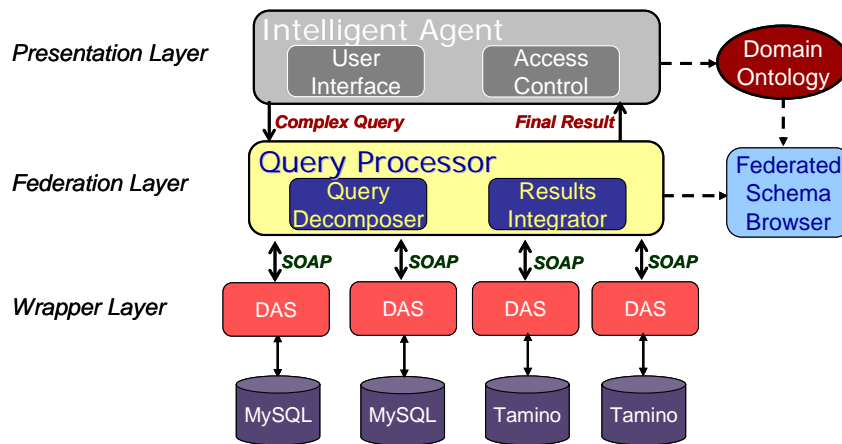 Presentation Layer
Intelligent Agent
User
Interface
Access
Control
Domain
Ontology
Complex Query
Final Result
Federation Layer
Query Processor
Query
Decomposer
Results
Integrator
Federated
Schema
Browser
SOAP
SOAP
SOAP
SOAP
Wrapper Layer
DAS
DAS
DAS
DAS
MySQL
MySQL
Tamino
Tamino